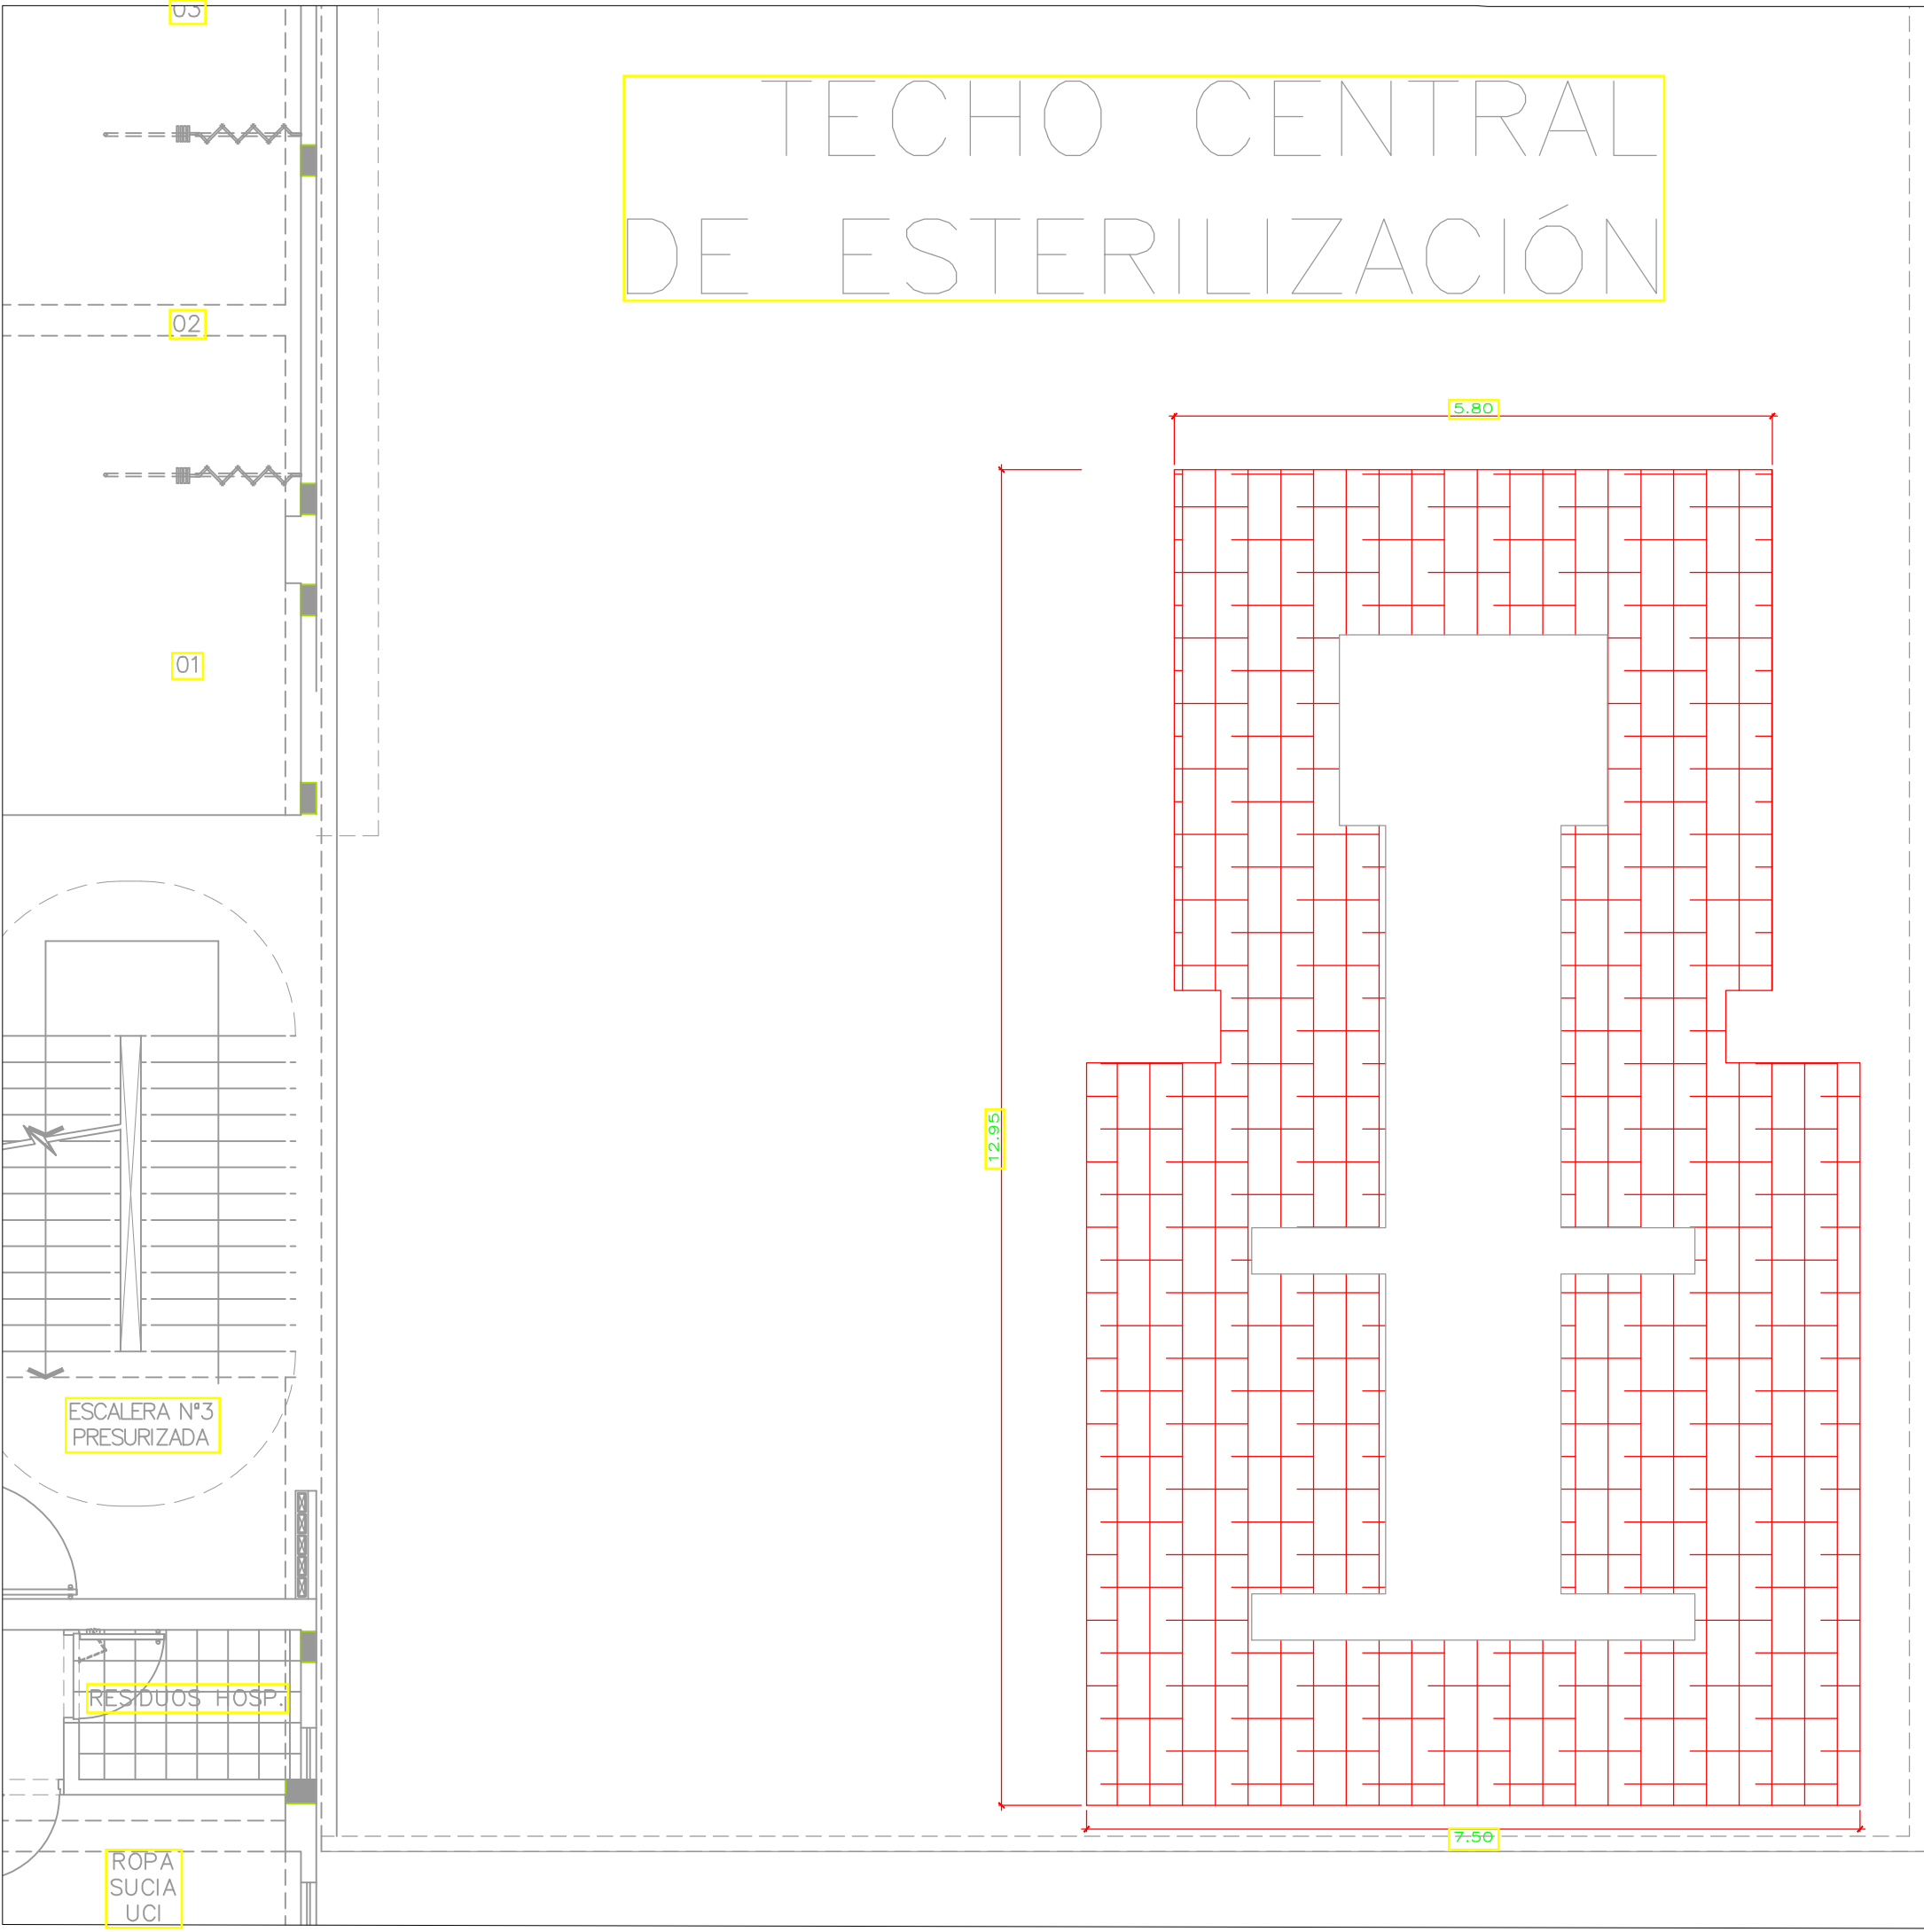 03
TECHO CENTRAL
DE ESTERILIZACIÓN
02
5.80
01
12.95
ESCALERA Nº3
PRESURIZADA
RESIDUOS HOSP.
7.50
ROPA
SUCIA
UCI